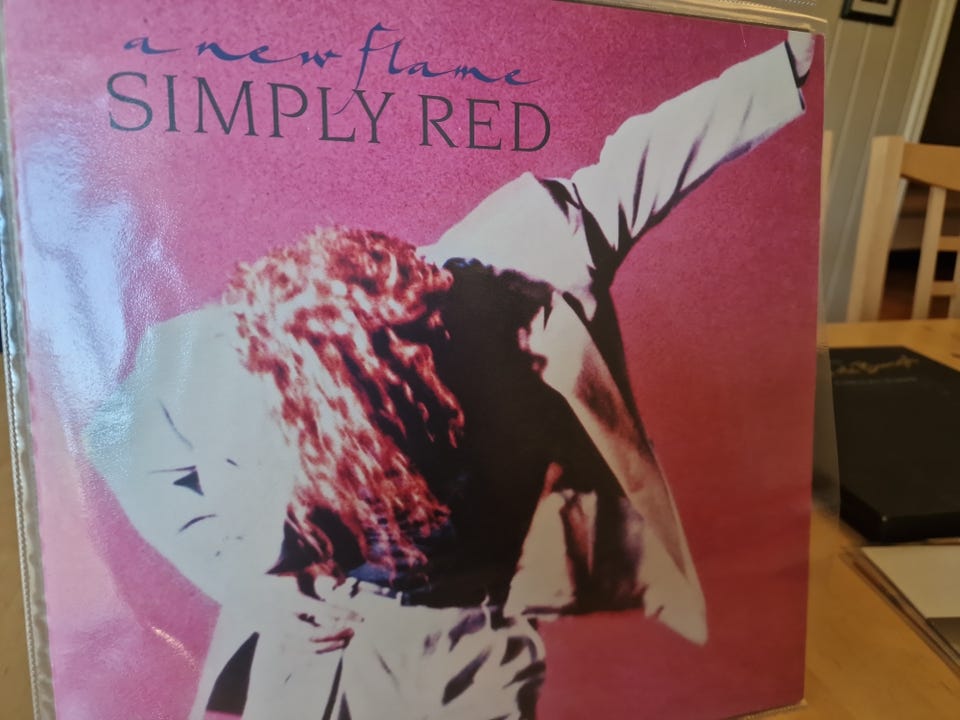 a new flame
SIMPLY RED